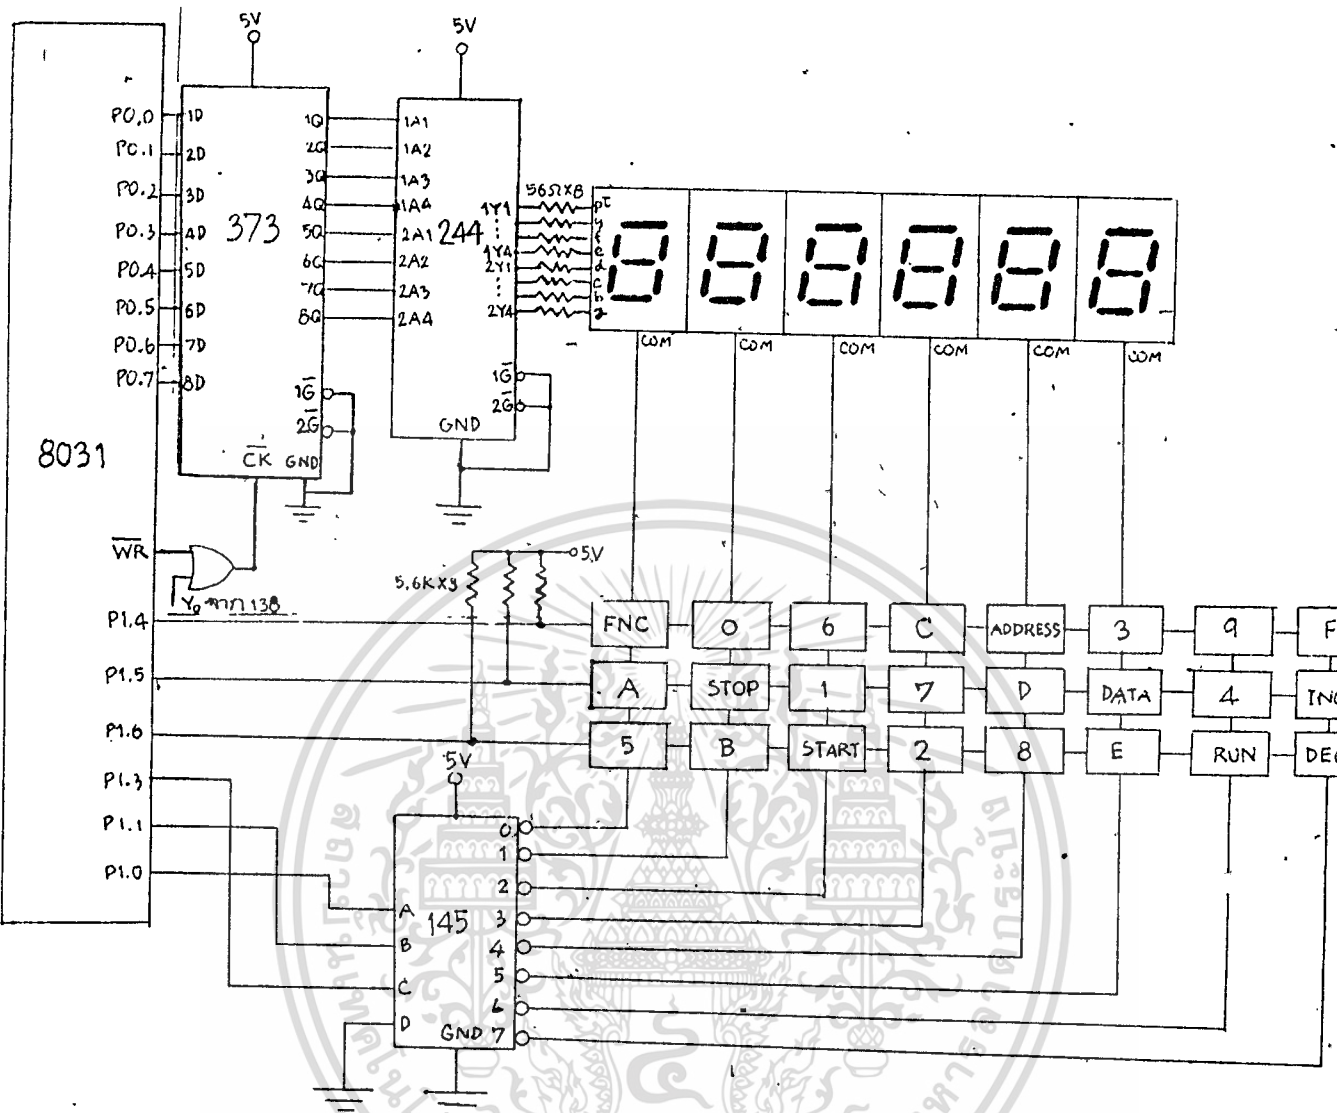 5V
5V
P0.0
P0.1
P0.2
P0.3
P0.4
P0.5
P0.6
P0.7
8031
WR
P1.4
P1.5
P1.6
P1.3
P1.1
P1.0
1D
2D
3D
4D
5D
6D
7D
8D
373
1Q
2Q
3Q
4Q
5Q
6Q
7Q
8Q
1G
2G
CK GND
1A1
1A2
1A3
1A4
2A1
2A2
2A3
2A4
244
1Y1
1Y4
2Y1
2Y4
1G
2G
GND
56Ω×8
pt
f
e
d
c
b
a
COM
COM
COM
COM
COM
COM
จาก 138
5.6K×3
5V
FNC
0
6
C
ADDRESS
3
9
F
A
STOP
1
7
D
DATA
4
5
B
START
2
8
E
RUN
5V
145
A
B
C
D
0
1
2
3
4
5
6
7
GND